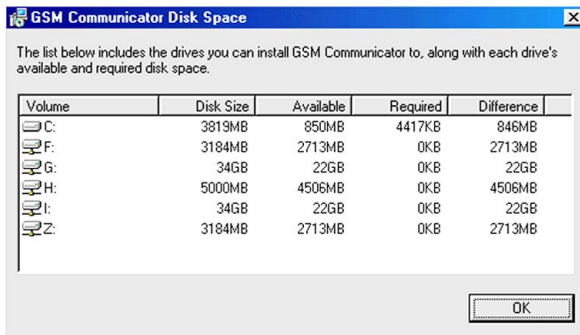 GSM Communicator Disk Space
The list below includes the drives you can install GSM Communicator to, along with each drive's
available and required disk space.
Volume Disk Size Available Required Difference
C: 3819MB 850MB 4417KB 846MB
F: 3184MB 2713MB 0KB 2713MB
G: 34GB 22GB 0KB 22GB
H: 5000MB 4506MB 0KB 4506MB
I: 34GB 22GB 0KB 22GB
Z: 3184MB 2713MB 0KB 2713MB
OK